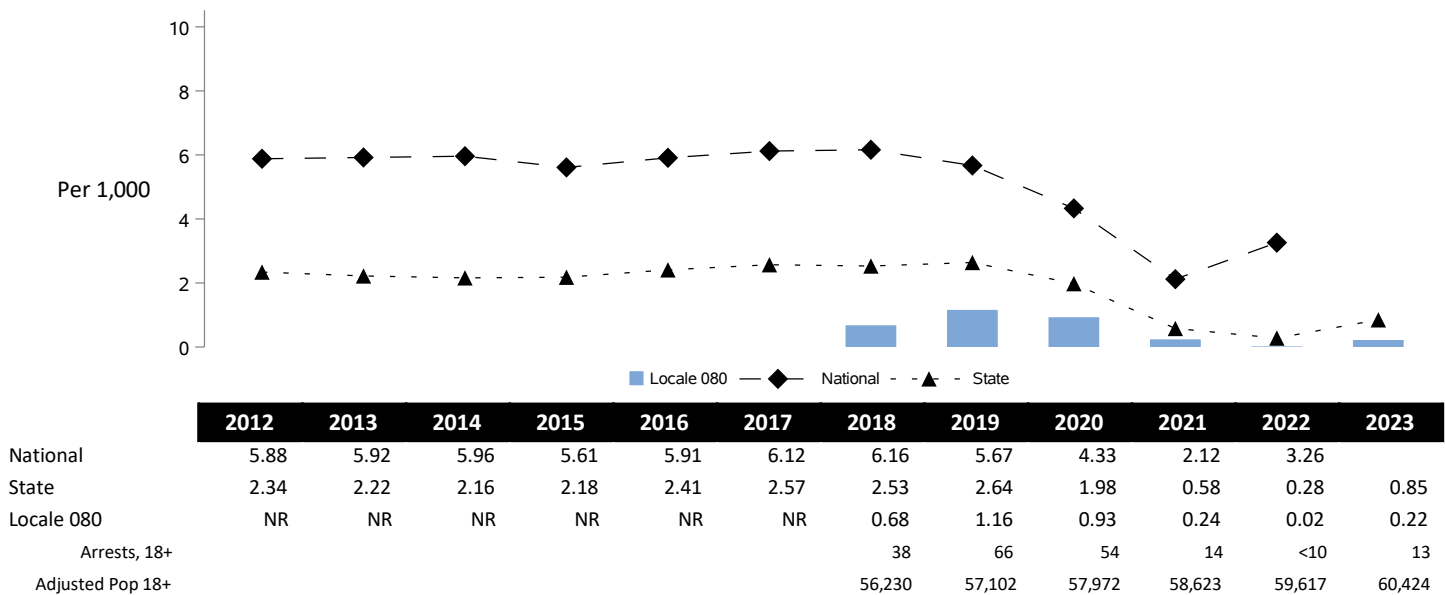 10
8
6
Per 1,000
4
2
0
Locale 080 National State
2012 2013 2014 2015 2016 2017 2018 2019 2020 2021 2022 2023
National 5.88 5.92 5.96 5.61 5.91 6.12 6.16 5.67 4.33 2.12 3.26
State 2.34 2.22 2.16 2.18 2.41 2.57 2.53 2.64 1.98 0.58 0.28 0.85
Locale 080 NR NR NR NR NR NR 0.68 1.16 0.93 0.24 0.02 0.22
Arrests, 18+ 38 66 54 14 <10 13
Adjusted Pop 18+ 56,230 57,102 57,972 58,623 59,617 60,424